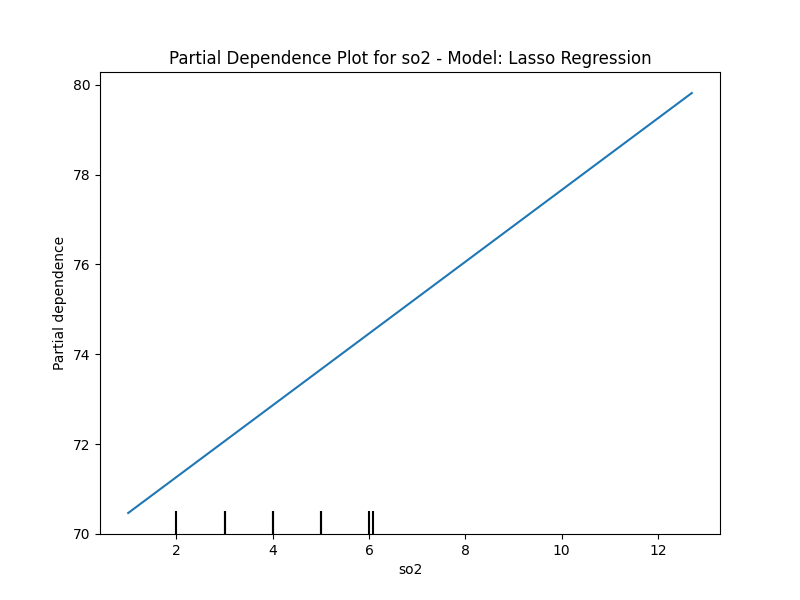 Partial Dependence Plot for so2 - Model: Lasso Regression
80
78
76
74
72
70
Partial dependence
2 4 6 8 10 12
so2